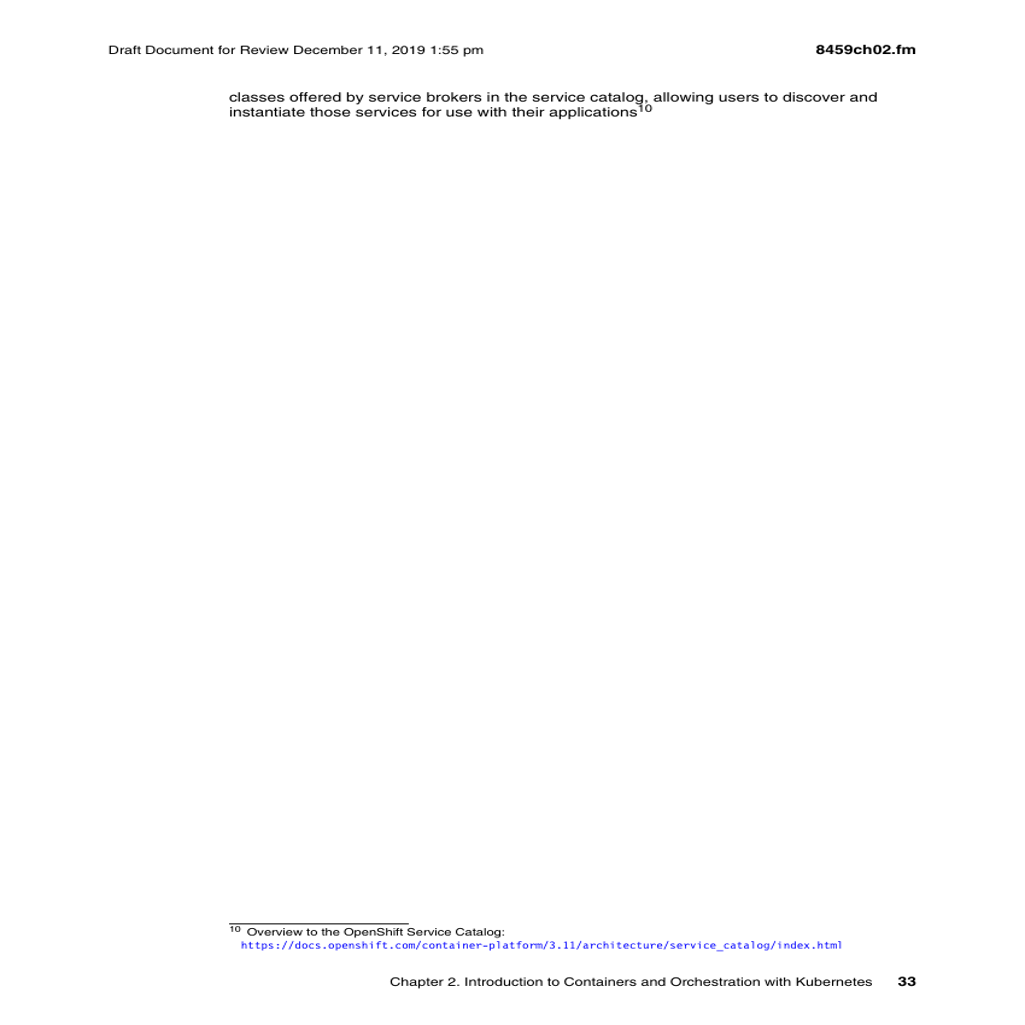 Draft Document for Review December 11, 2019 1:55 pm 8459ch02.fm
classes offered by service brokers in the service catalog, allowing users to discover and
instantiate those services for use with their applications10
10 Overview to the OpenShift Service Catalog:
https://docs.openshift.com/container-platform/3.11/architecture/service_catalog/index.html
Chapter 2. Introduction to Containers and Orchestration with Kubernetes 33